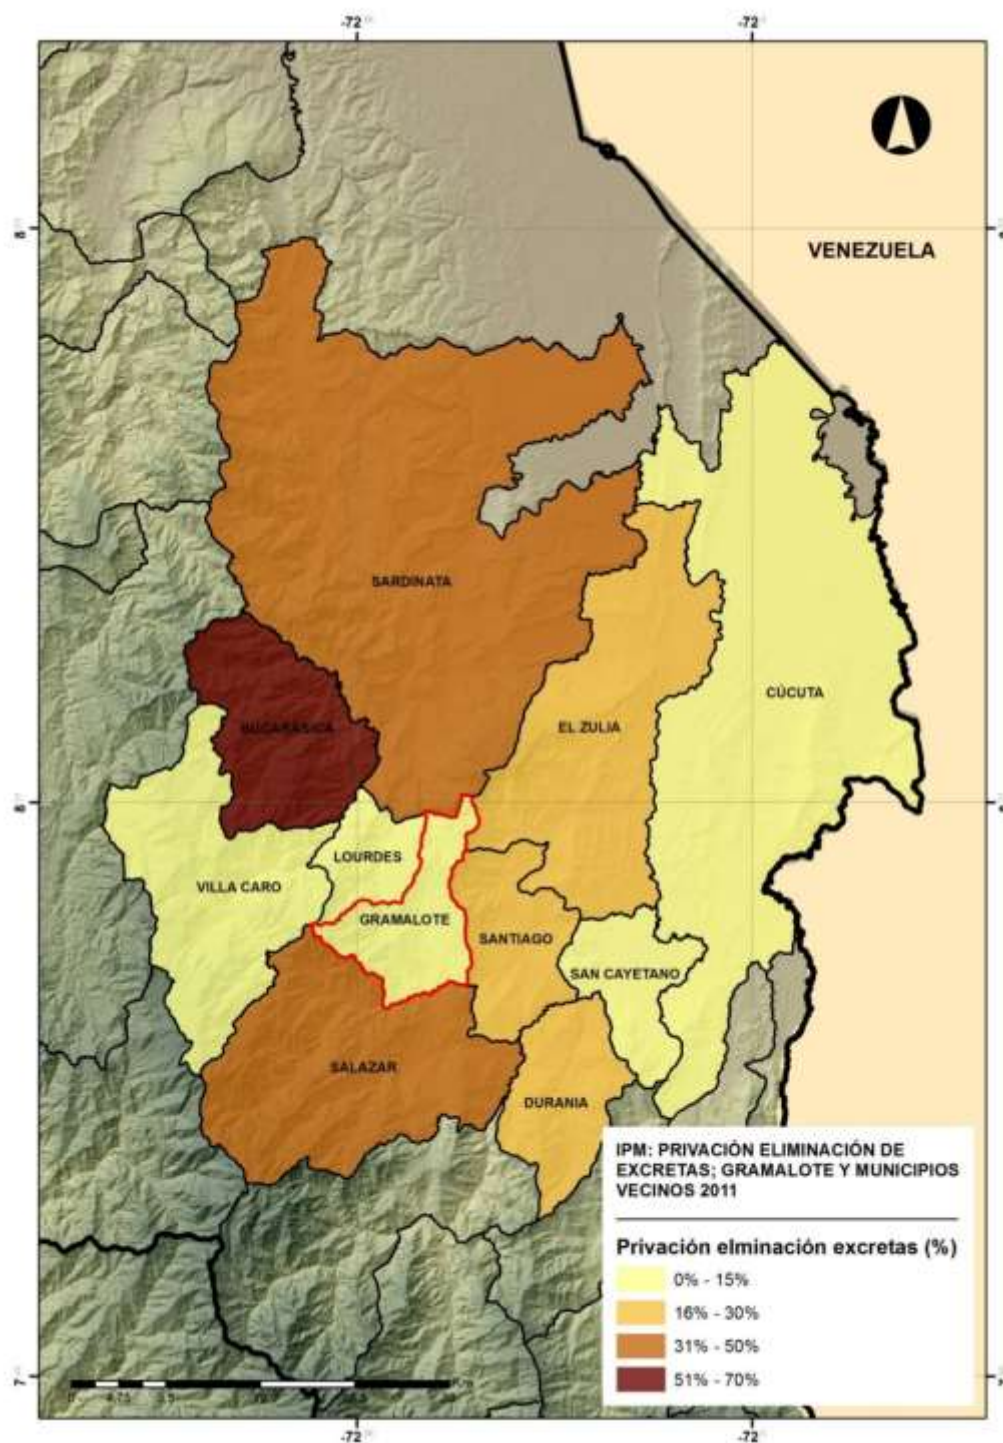 -72
-72
VENEZUELA
SARDINATA
CÚCUTA
BUCARASICA
EL ZULIA
LOURDES
VILLA CARO
GRAMALOTE
SANTIAGO
SAN CAYETANO
SALAZAR
DURANIA
IPM: PRIVACIÓN ELIMINACIÓN DE
EXCRETAS; GRAMALOTE Y MUNICIPIOS
VECINOS 2011
Privación elminación excretas (%)
0% - 15%
16% - 30%
31% - 50%
51% - 70%
-72
-72